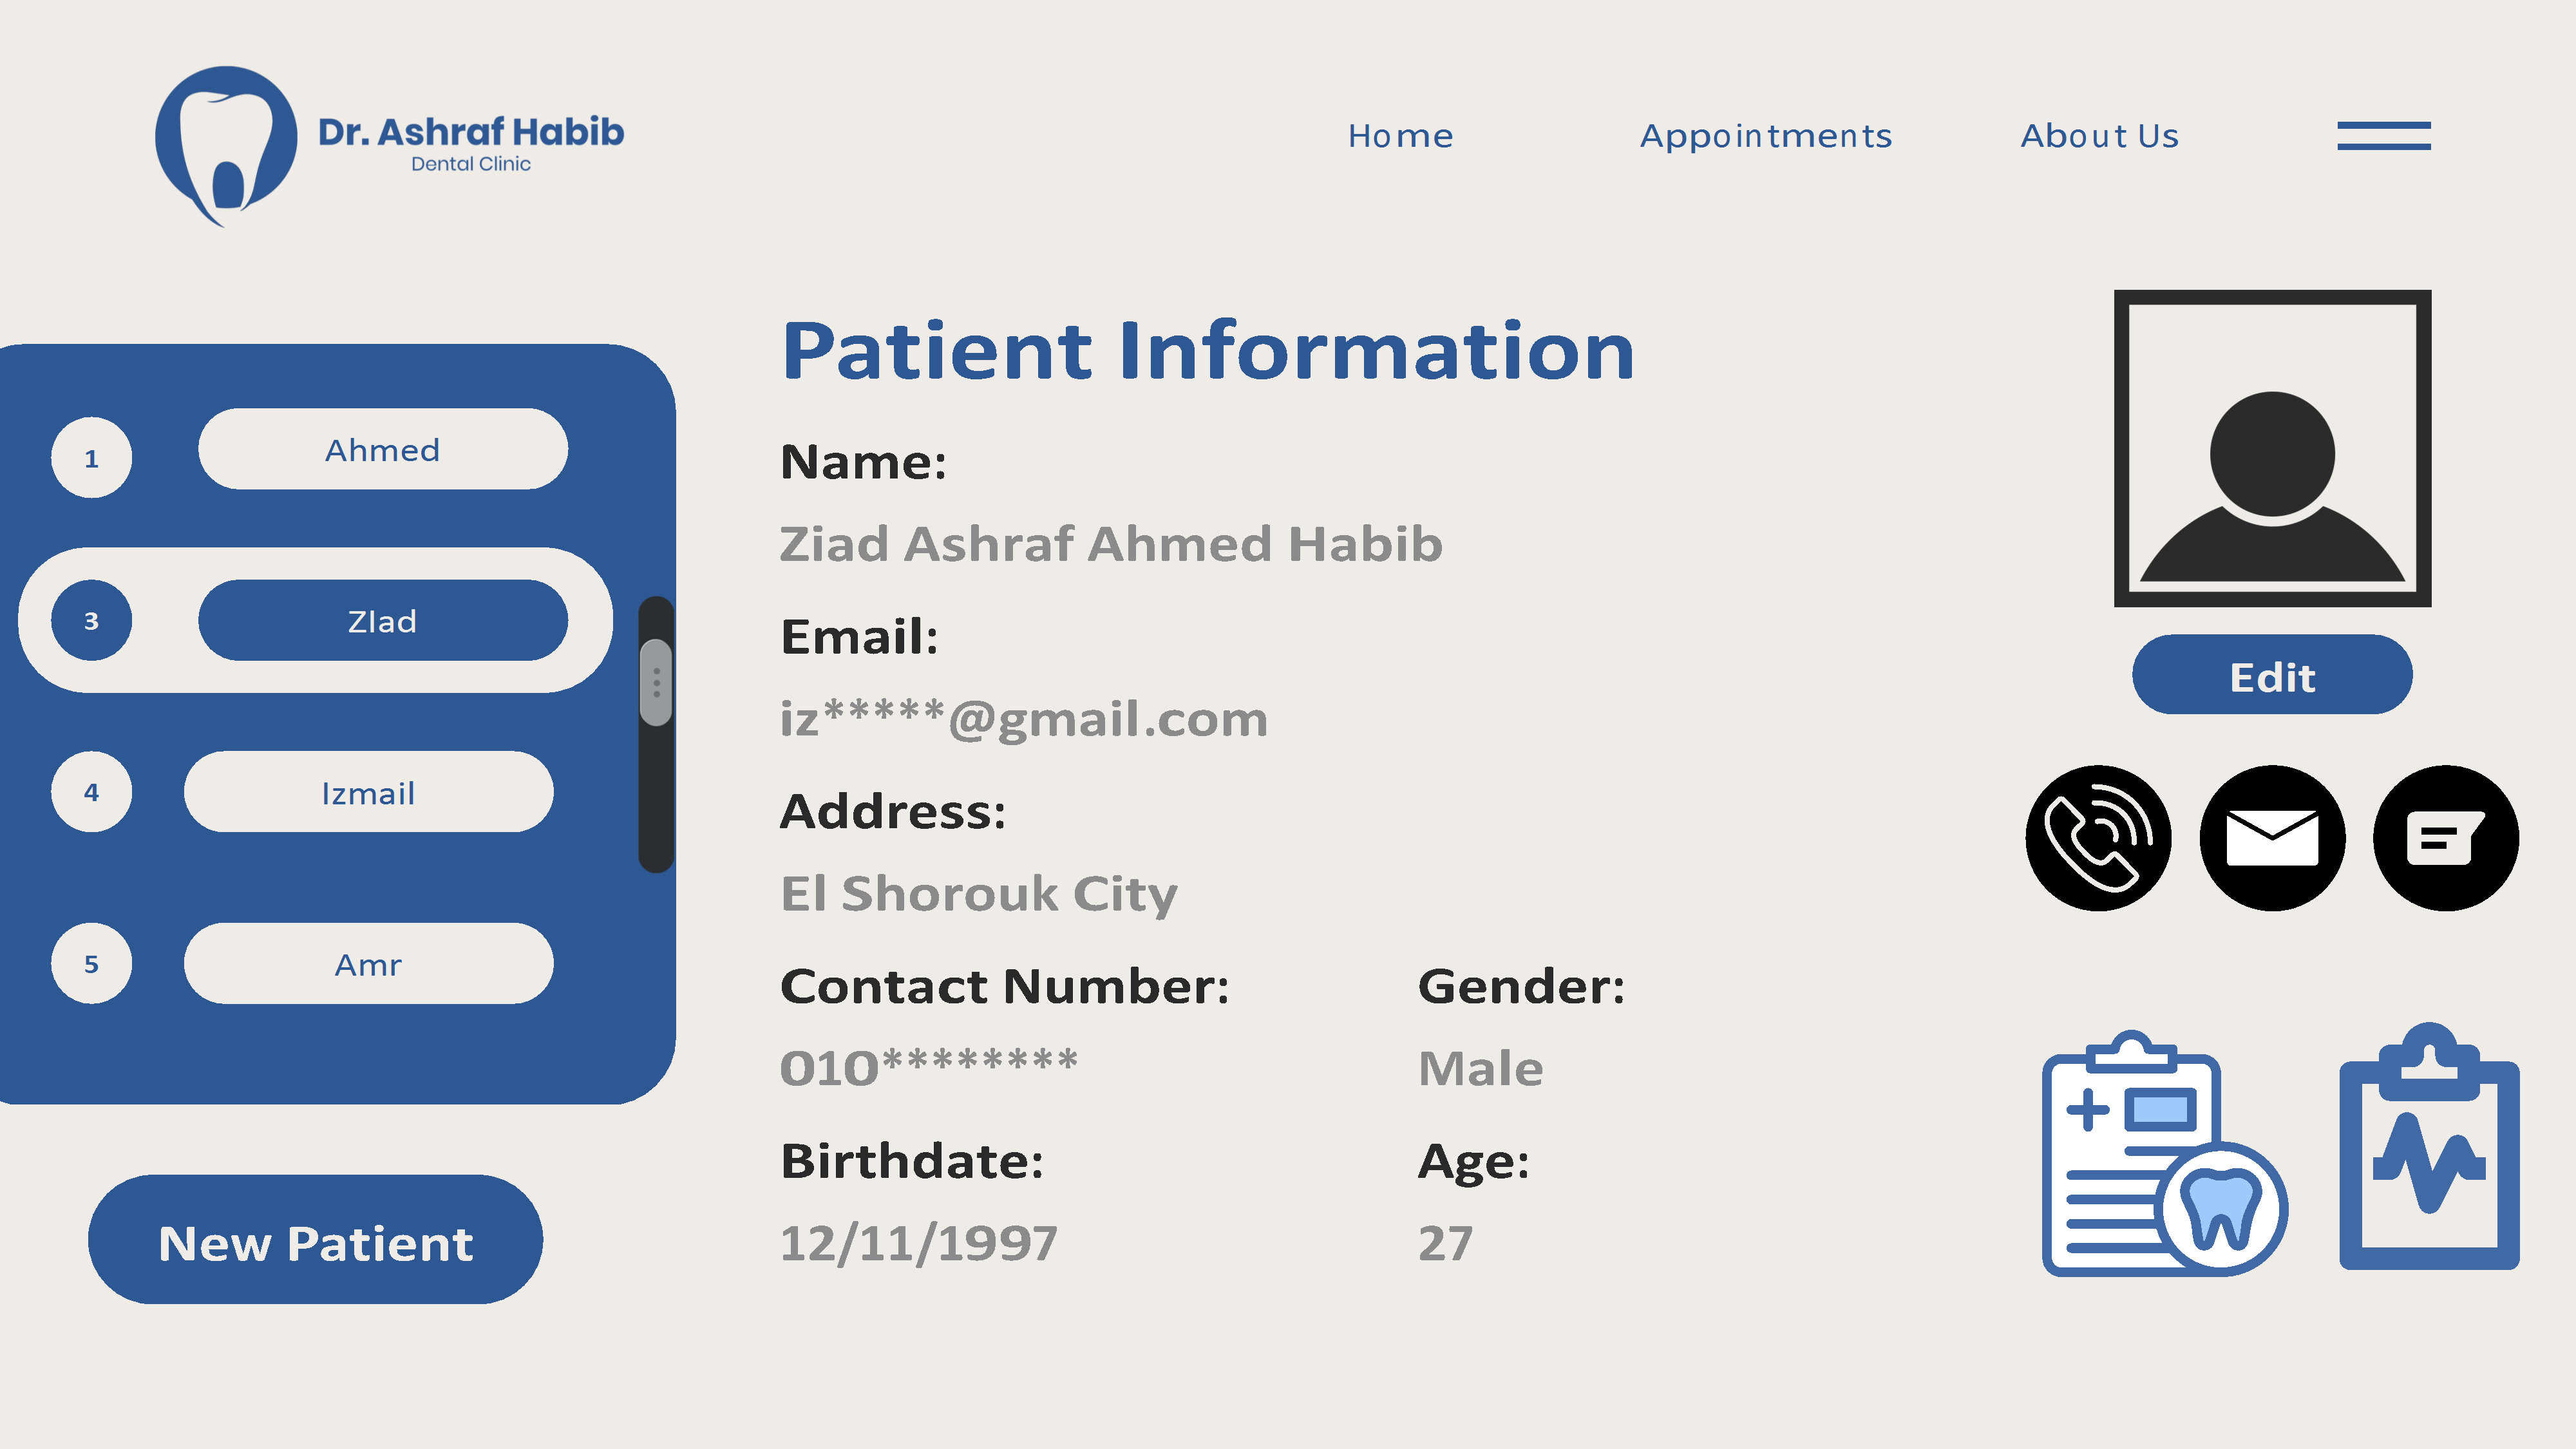 Dr. Ashraf Habib
Dental Clinic
Home
Appointments
About Us
1
Ahmed
3
ZIad
4
Izmail
5
Amr
New Patient
Patient Information
Name:
Ziad Ashraf Ahmed Habib
Email:
iz*****@gmail.com
Address:
El Shorouk City
Contact Number:
010********
Gender:
Male
Birthdate:
12/11/1997
Age:
27
Edit